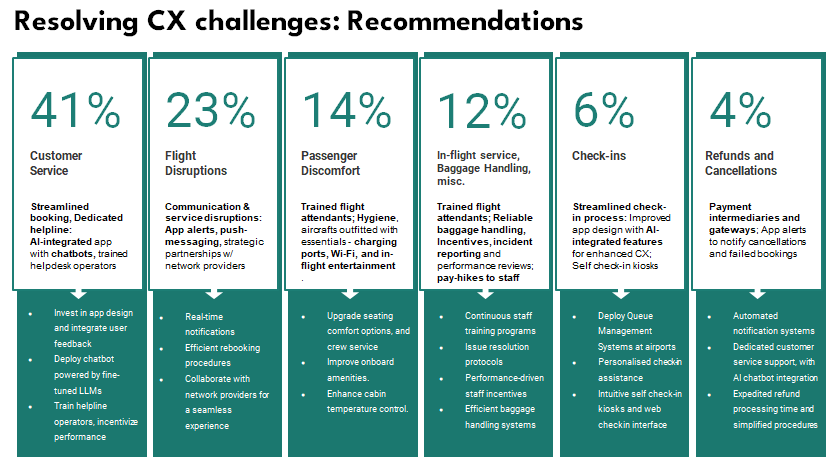 Resolving CX challenges: Recommendations
41%
Customer
Service
Streamlined
booking, Dedicated
helpline:
AI-integrated app
with chatbots, trained
helpdesk operators
Invest in app design
and integrate user
feedback
Deploy chatbot
powered by fine-
tuned LLMs
Train helpline
operators, incentivize
performance
23%
Flight
Disruptions
Communication &
service disruptions:
App alerts, push-
messaging, strategic
partnerships w/
network providers
Real-time
notifications
Efficient rebooking
procedures
Collaborate with
network providers for
a seamless
experience
14%
Passenger
Discomfort
Trained flight
attendants; Hygiene,
aircrafts outfitted with
essentials - charging
ports, Wi-Fi, and in-
flight entertainment
.
Upgrade seating
comfort options, and
crew service
Improve onboard
amenities.
Enhance cabin
temperature control.
12%
In-flight service,
Baggage Handling,
misc.
Trained flight
attendants; Reliable
baggage handling,
Incentives, incident
reporting and
performance reviews;
pay-hikes to staff
Continuous staff
training programs
Issue resolution
protocols
Performance-driven
staff incentives
Efficient baggage
handling systems
6%
Check-ins
Streamlined check-
in process: Improved
app design with AI-
integrated features
for enhanced CX;
Self check-in kiosks
Deploy Queue
Management
Systems at airports
Personalised check-in
assistance
Intuitive self check-in
kiosks and web
checkin interface
4%
Refunds and
Cancellations
Payment
intermediaries and
gateways; App alerts
to notify cancellations
and failed bookings
Automated
notification systems
Dedicated customer
service support, with
AI chatbot integration
Expedited refund
processing time and
simplified procedures